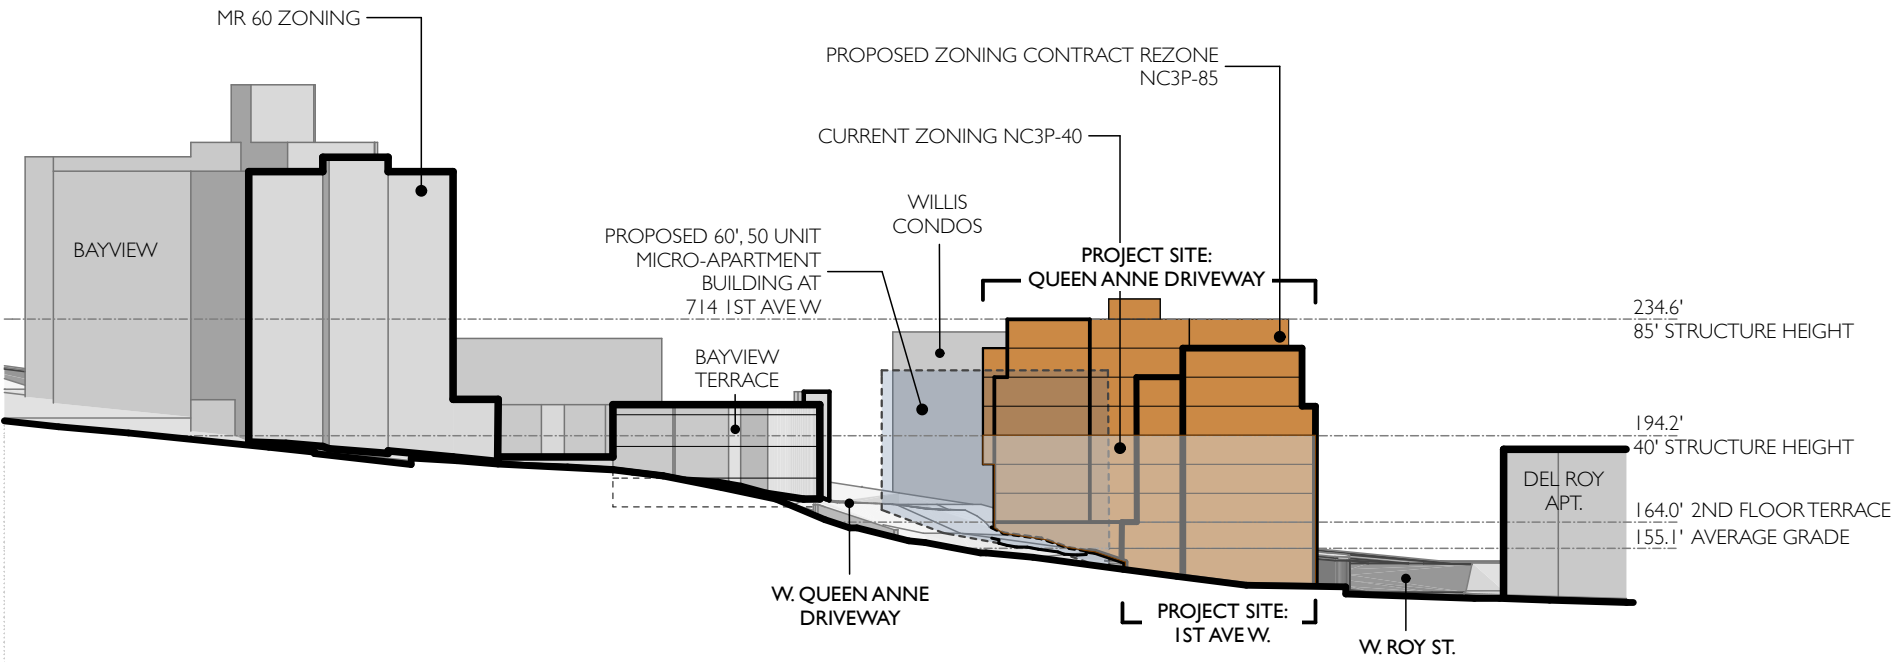 MR 60 ZONING
PROPOSED ZONING CONTRACT REZONE
NC3P-85
CURRENT ZONING NC3P-40
WILLIS
CONDOS
BAYVIEW
PROPOSED 60', 50 UNIT
MICRO-APARTMENT
BUILDING AT
714 1ST AVE W
PROJECT SITE:
QUEEN ANNE DRIVEWAY
234.6'
85' STRUCTURE HEIGHT
BAYVIEW
TERRACE
194.2'
40' STRUCTURE HEIGHT
DEL ROY
APT.
164.0' 2ND FLOOR TERRACE
155.1' AVERAGE GRADE
W. QUEEN ANNE
DRIVEWAY
PROJECT SITE:
1ST AVE W.
W. ROY ST.